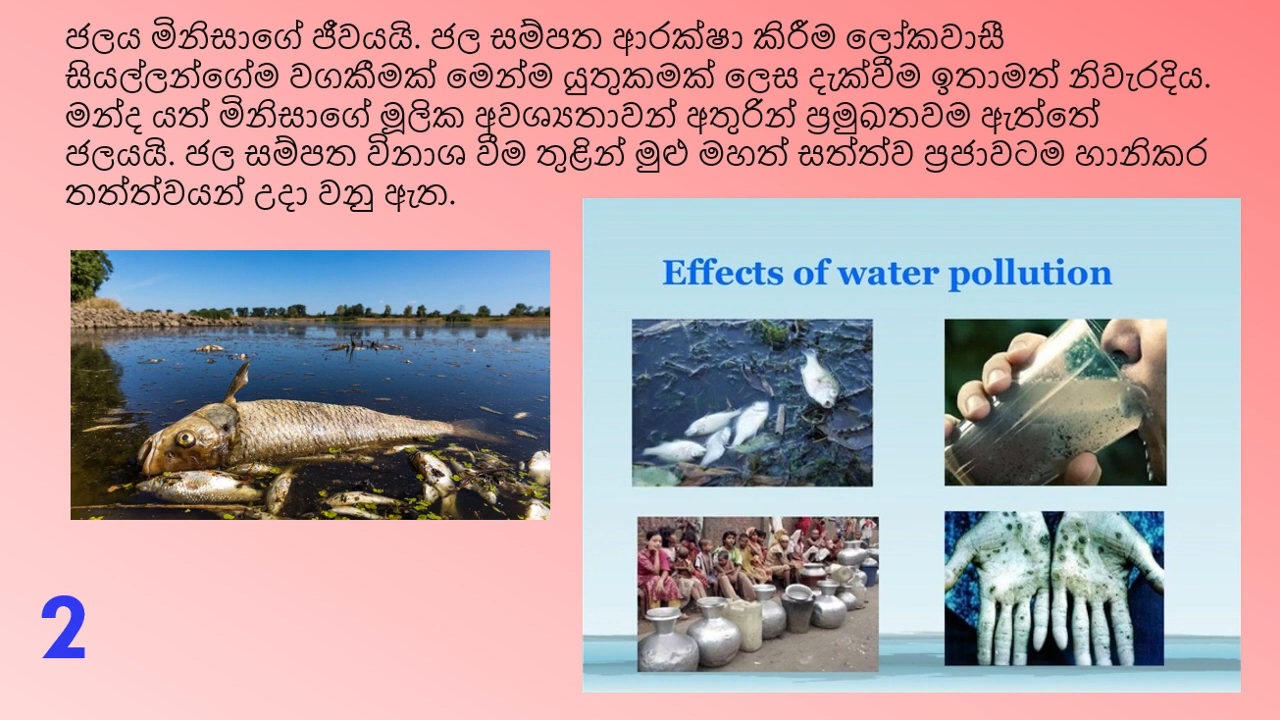 ජලය මිනිසාගේ ජීවයයි. ජල සම්පත ආරක්ෂා කිරීම ලෝකවාසී
සියල්ලන්ගේම වගකීමක් මෙන්ම යුතුකමක් ලෙස දැක්වීම ඉතාමත් නිවැරදිය.
මන්ද යත් මිනිසාගේ මූලික අවශ්‍යතාවන් අතුරින් ප්‍රමුඛතවම ඇත්තේ
ජලයයි. ජල සම්පත විනාශ වීම තුළින් මුළු මහත් සත්ත්ව ප්‍රජාවටම හානිකර
තත්ත්වයන් උදා වනු ඇත.
Effects of water pollution
2